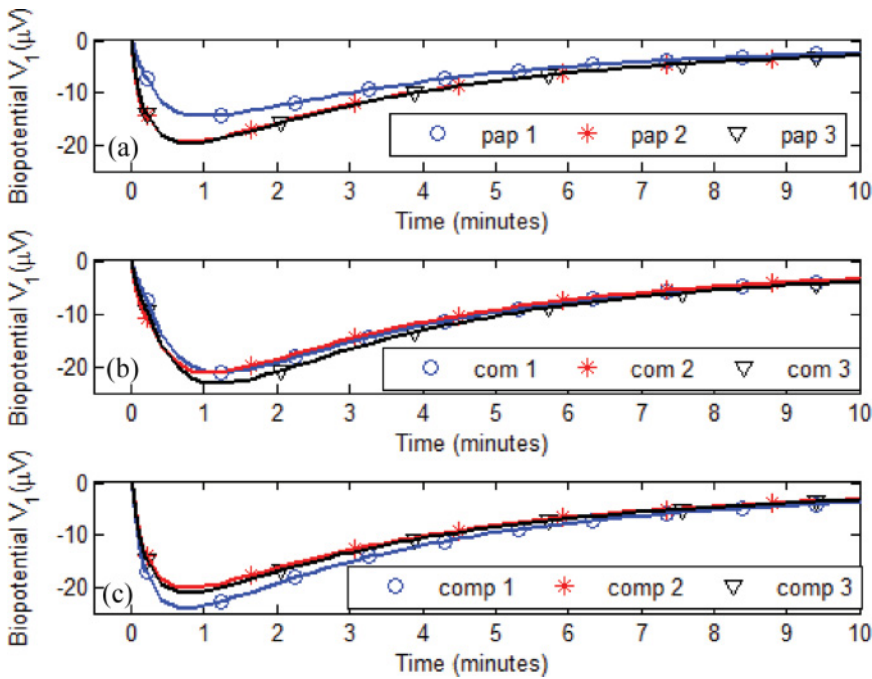 0
-10
-20
Biopotential V1 (μV)
(a)
pap 1 pap 2 pap 3
0 1 2 3 4 5 6 7 8 9 10
Time (minutes)
0
-10
-20
Biopotential V1 (μV)
(b)
com 1 com 2 com 3
0 1 2 3 4 5 6 7 8 9 10
Time (minutes)
0
-10
-20
Biopotential V1 (μV)
(c)
comp 1 comp 2 comp 3
0 1 2 3 4 5 6 7 8 9 10
Time (minutes)